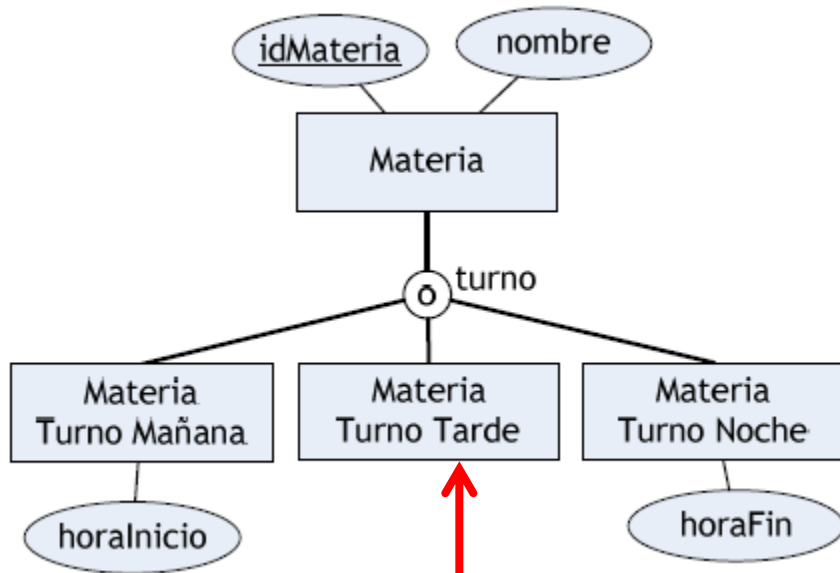 idMateria
nombre
Materia
o
turno
Materia
Turno Mañana
Materia
Turno Tarde
Materia
Turno Noche
horaInicio
horaFin